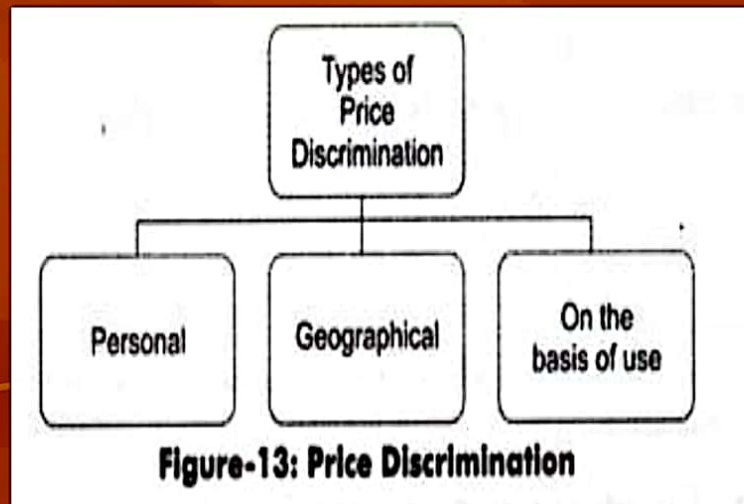 Types of
Price
Discrimination
Personal
Geographical
On the
basis of use
Figure-13: Price Discrimination